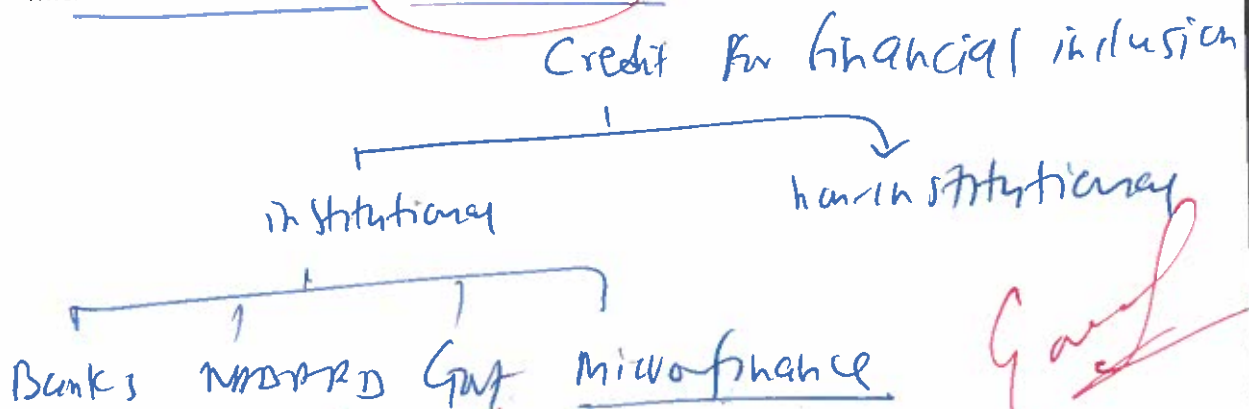 Credit for financial inclusion
institutional non-institutional
Banks NABARD Govt Microfinance
Good